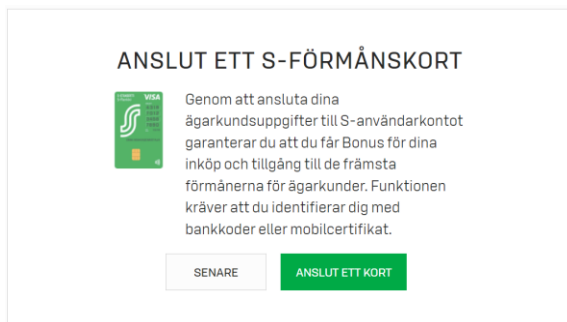 ANSLUT ETT S-FÖRMÅNSKORT
VISA
Genom att ansluta dina
ägarkundsuppgifter till S-användarkontot
garanterar du att du får Bonus för dina
inköp och tillgång till de främsta
förmånerna för ägarkunder. Funktionen
kräver att du identifierar dig med
bankkoder eller mobilcertifikat.
SENARE
ANSLUT ETT KORT